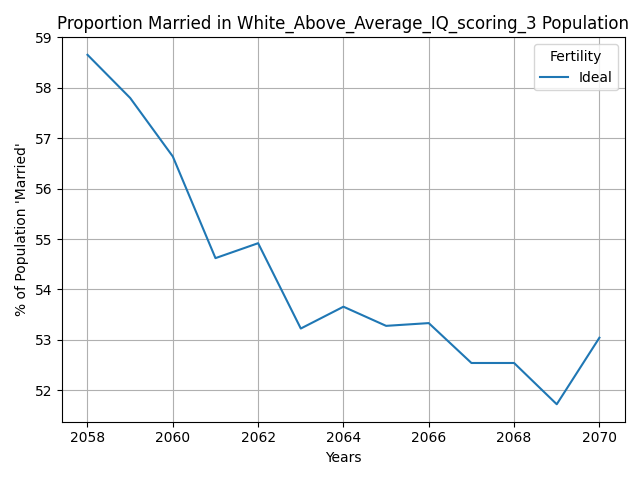 Proportion Married in White_Above_Average_IQ_scoring_3 Population
59
58
57
56
55
54
53
52
% of Population 'Married'
Fertility
Ideal
2058 2060 2062 2064 2066 2068 2070
Years